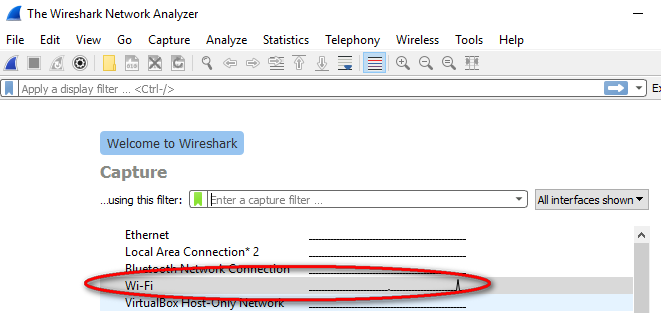 The Wireshark Network Analyzer
File Edit View Go Capture Analyze Statistics Telephony Wireless Tools Help
Apply a display filter ... <Ctrl-/>
Welcome to Wireshark
Capture
...using this filter: Enter a capture filter ... All interfaces shown
Ethernet
Local Area Connection* 2
Bluetooth Network Connection
Wi-Fi
VirtualBox Host-Only Network